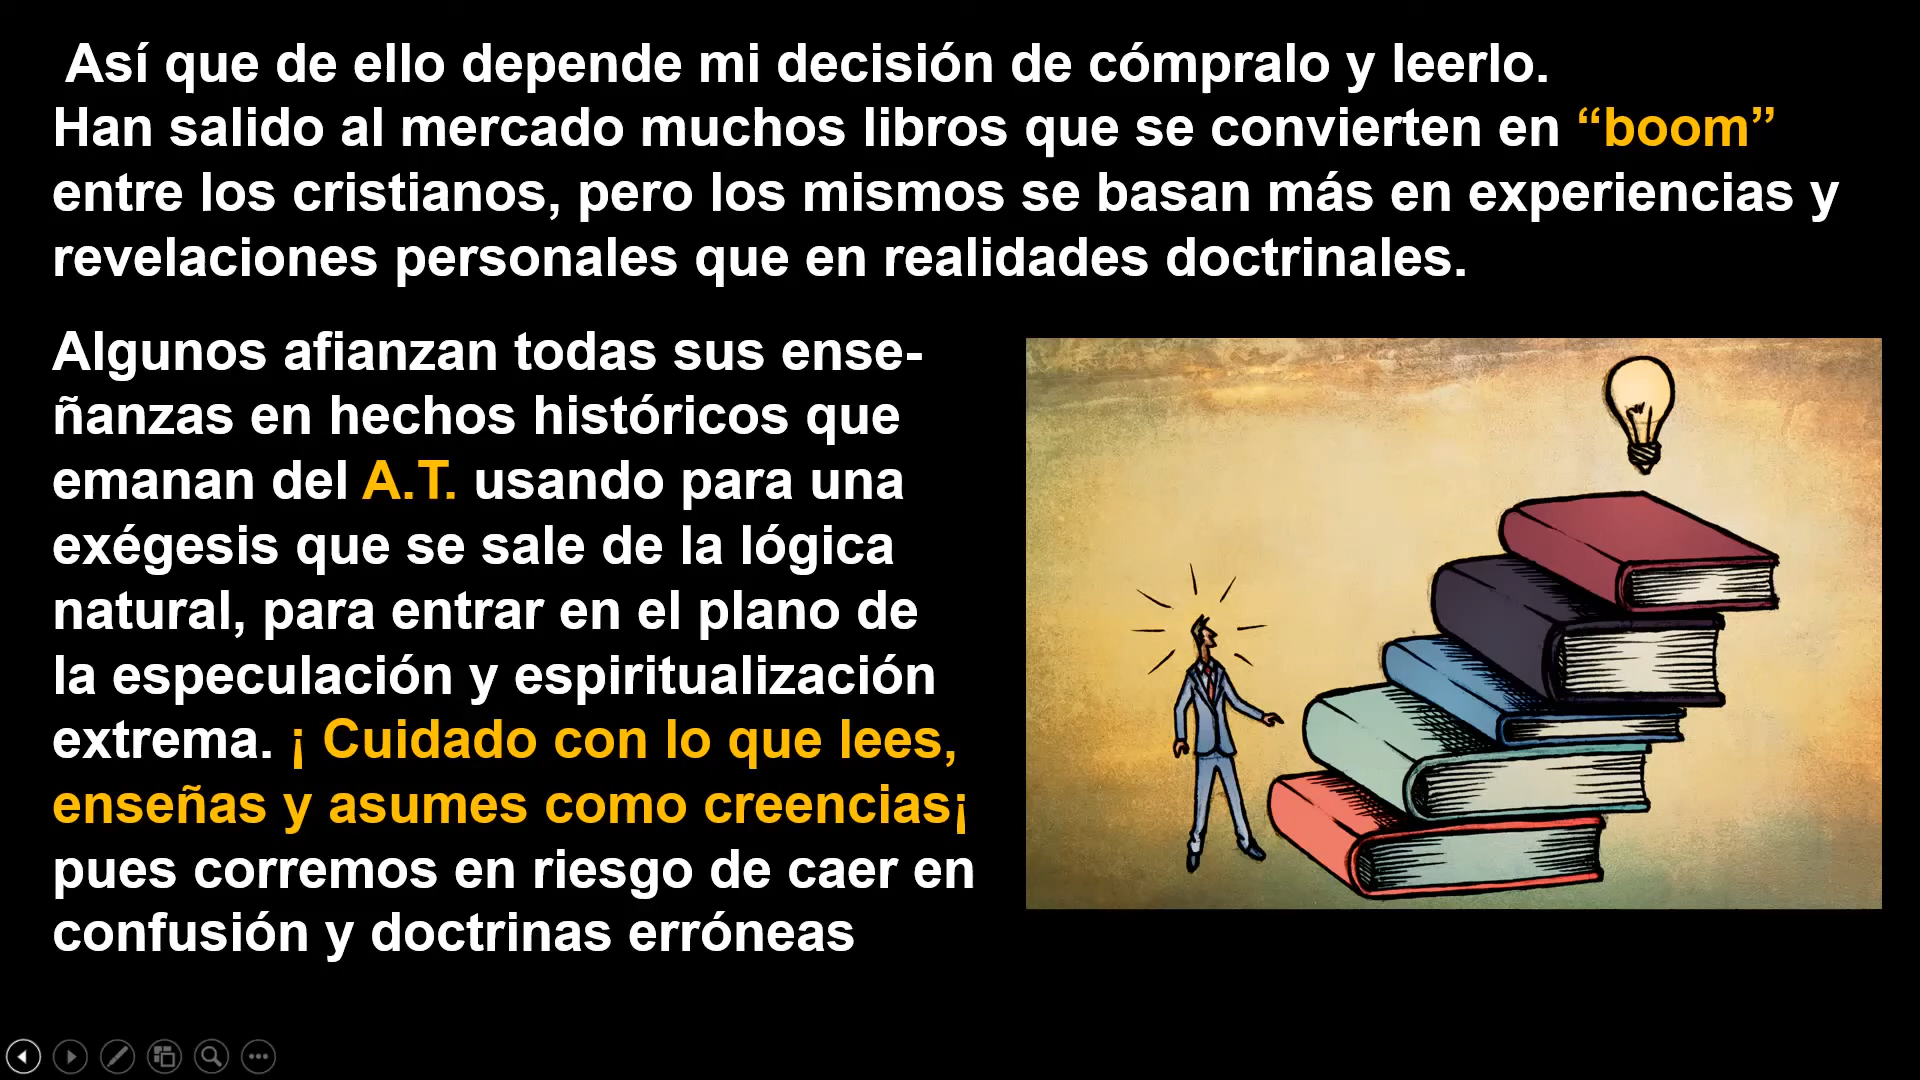 Así que de ello depende mi decisión de cómpralo y leerlo.
Han salido al mercado muchos libros que se convierten en “boom”
entre los cristianos, pero los mismos se basan más en experiencias y
revelaciones personales que en realidades doctrinales.
Algunos afianzan todas sus ense-
ñanzas en hechos históricos que
emanan del A.T. usando para una
exégesis que se sale de la lógica
natural, para entrar en el plano de
la especulación y espiritualización
extrema. ¡ Cuidado con lo que lees,
enseñas y asumes como creencias¡
pues corremos en riesgo de caer en
confusión y doctrinas erróneas